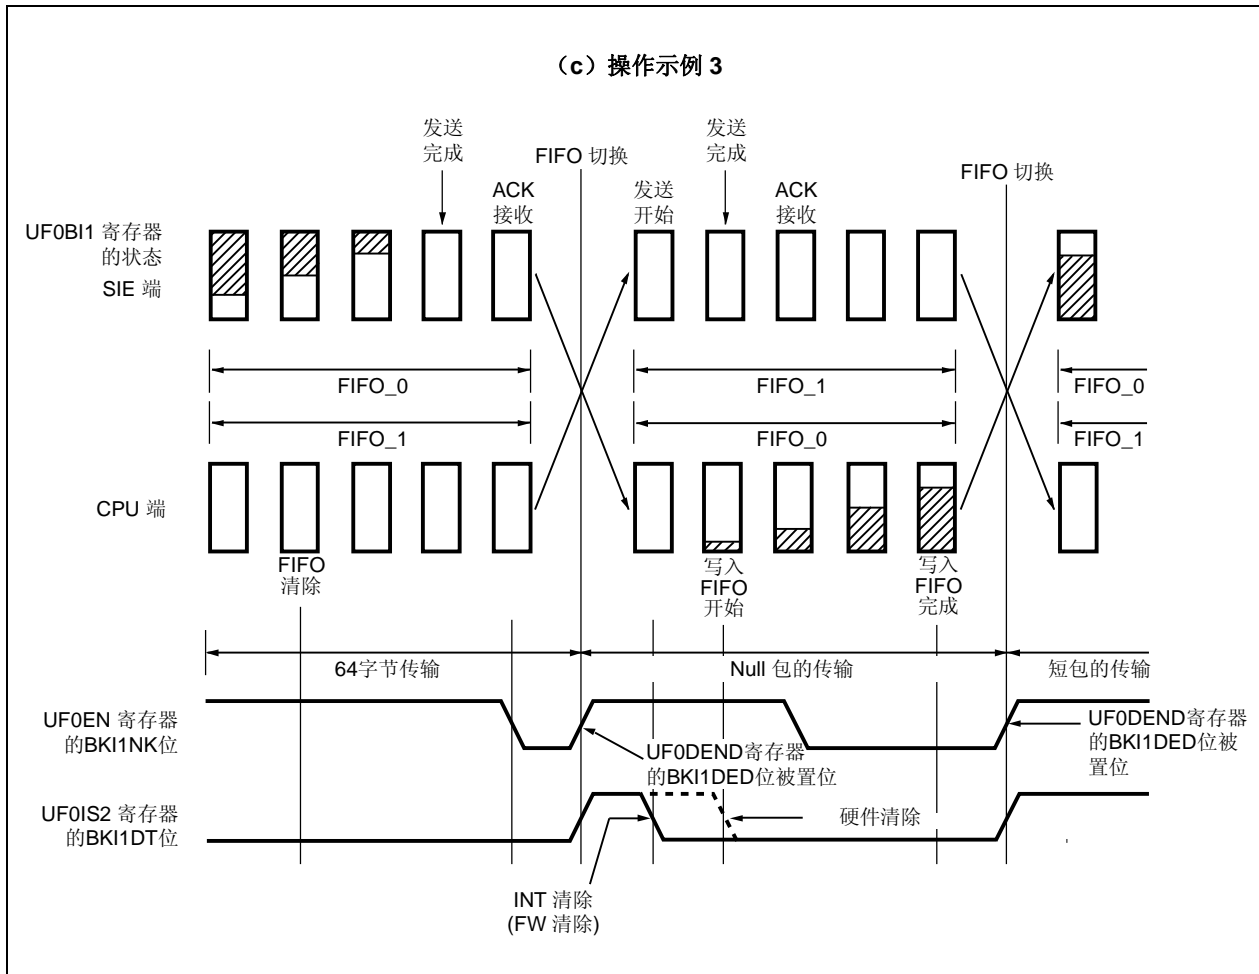 （c）操作示例 3
发送
完成
FIFO 切换
发送
完成
FIFO 切换
ACK
接收
发送
开始
ACK
接收
UF0BI1 寄存器
的状态
SIE 端
FIFO_0
FIFO_1
FIFO_0
FIFO_1
FIFO_0
FIFO_1
CPU 端
FIFO
清除
写入
FIFO
开始
写入
FIFO
完成
64字节传输
Null 包的传输
短包的传输
UF0EN 寄存器
的BKI1NK位
UF0DEND寄存器
的BKI1DED位被置位
UF0DEND寄存器
的BKI1DED位被
置位
UF0IS2 寄存器
的BKI1DT位
硬件清除
INT 清除
(FW 清除)